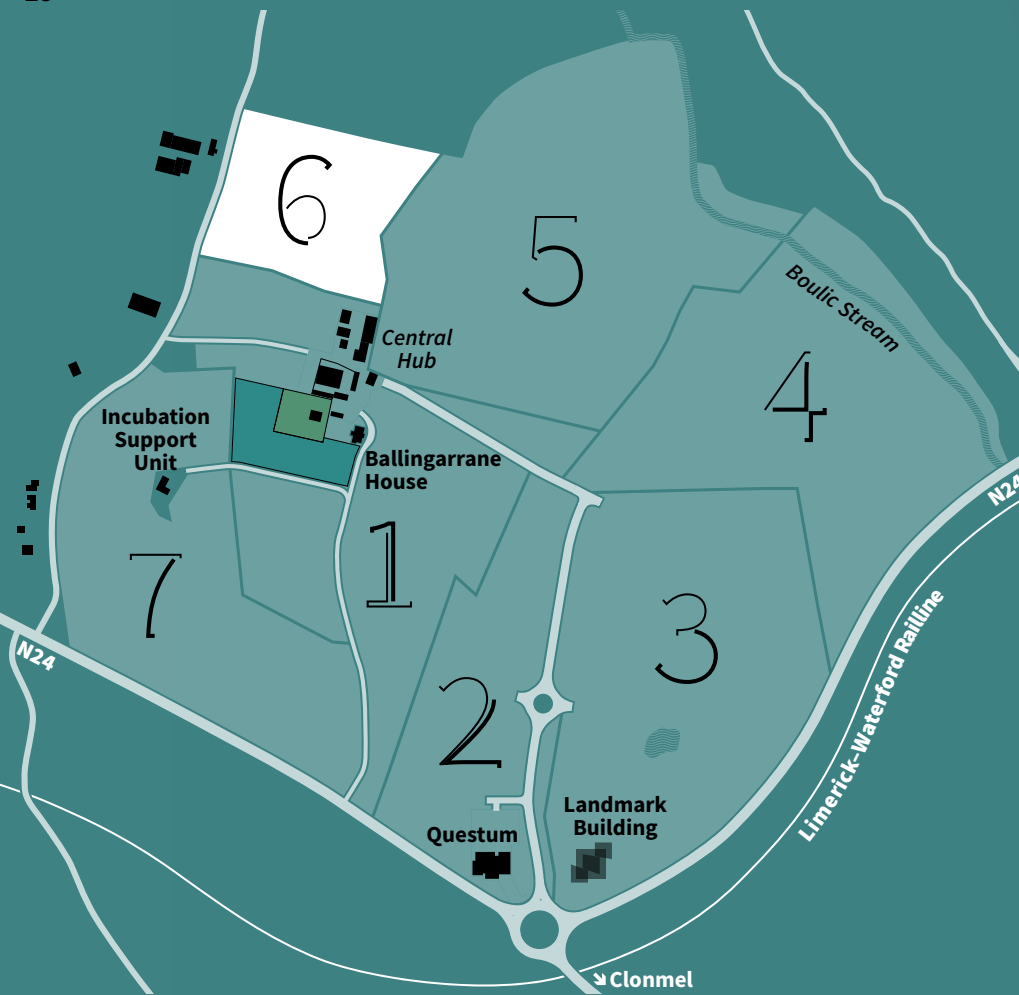 6
5
Boulic Stream
Central
Hub
4
Incubation
Support
Unit
Ballingarrane
House
N24
1
7
3
Limerick–Waterford Railline
N24
2
Landmark
Building
Questum
Clonmel